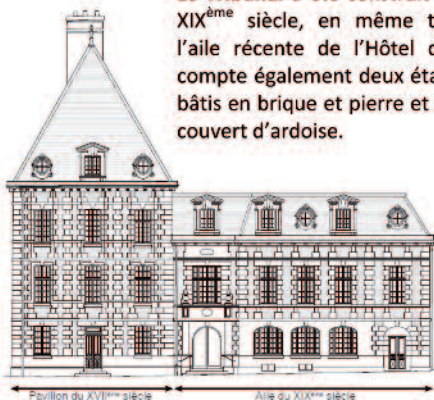 XIXème siècle, en même t
l'aile récente de l'Hôtel d
compte également deux éta
bâtis en brique et pierre et
couvert d'ardoise.
Pavillon du XVIIème siècle
Aile du XIXème siècle